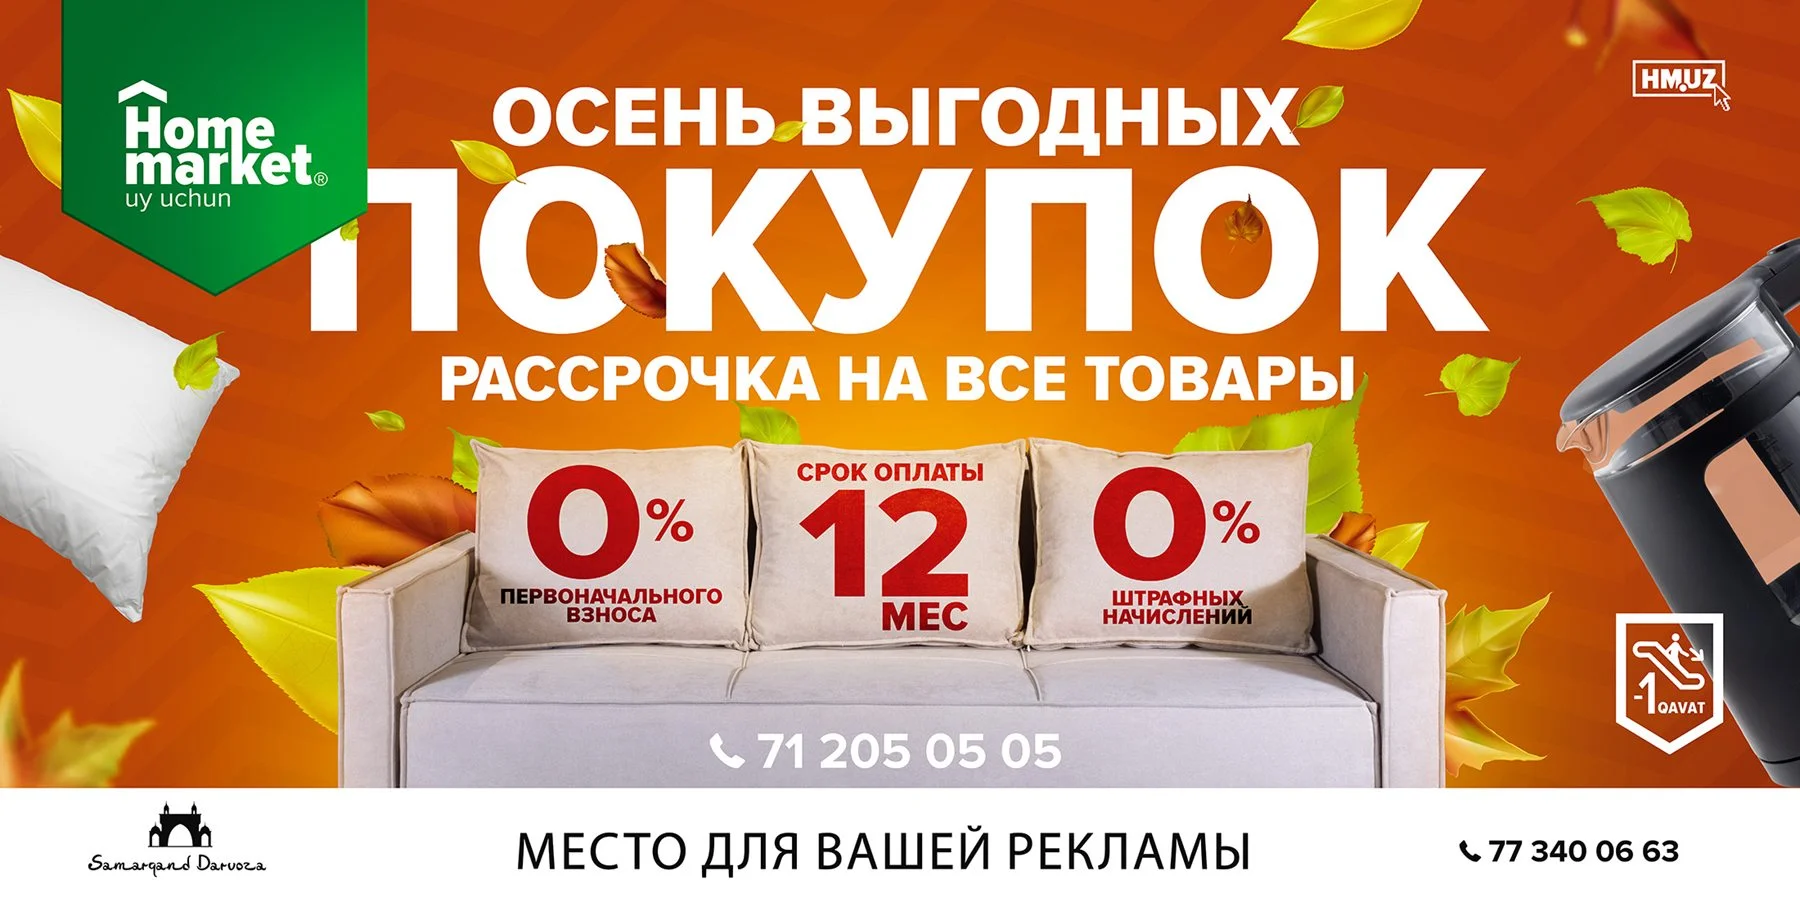 Home
market®
uy uchun
HM.UZ
ОСЕНЬ ВЫГОДНЫХ
ПОКУПОК
РАССРОЧКА НА ВСЕ ТОВАРЫ
0%
ПЕРВОНАЧАЛЬНОГО
ВЗНОСА
СРОК ОПЛАТЫ
12
МЕС
0%
ШТРАФНЫХ
НАЧИСЛЕНИЙ
-1 QAVAT
71 205 05 05
Samarqand Darvoza
МЕСТО ДЛЯ ВАШЕЙ РЕКЛАМЫ
77 340 06 63